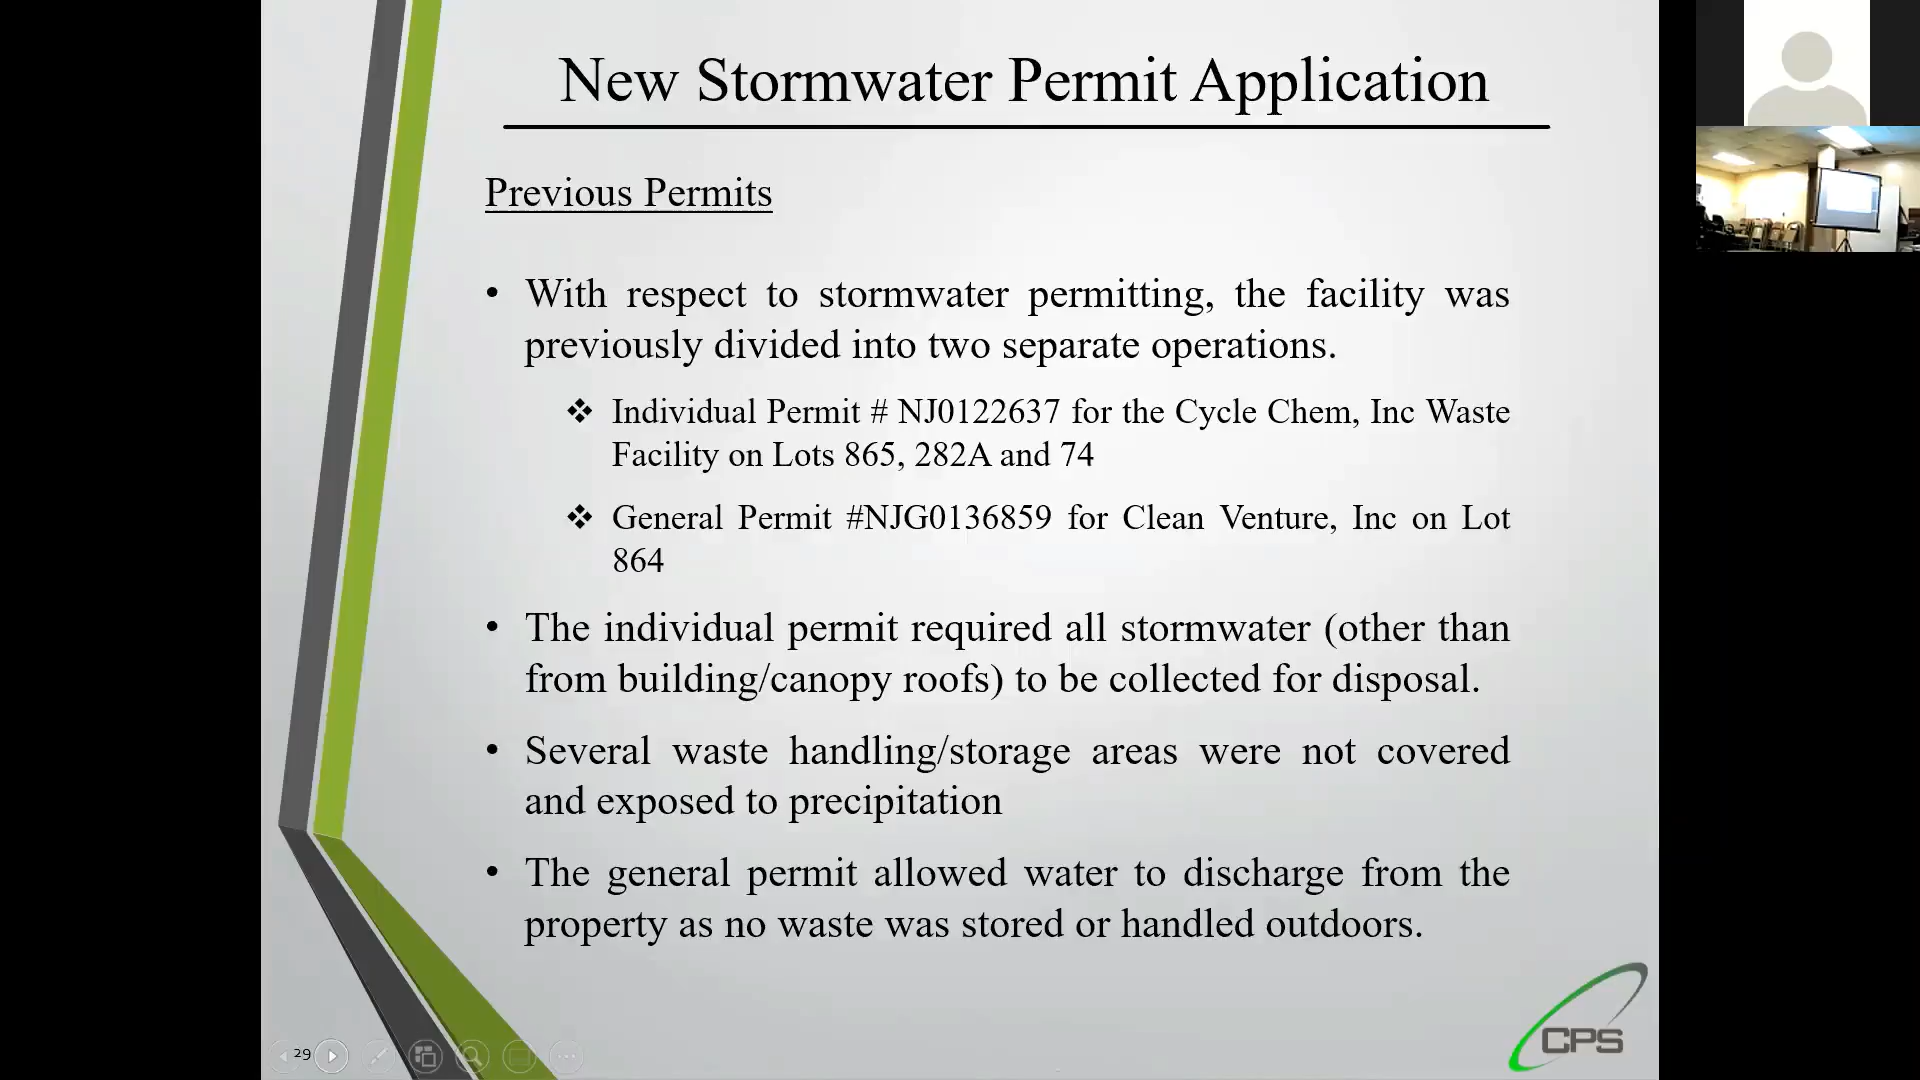 New Stormwater Permit Application
Previous Permits
• With respect to stormwater permitting, the facility was
previously divided into two separate operations.
❖ Individual Permit # NJ0122637 for the Cycle Chem, Inc Waste
Facility on Lots 865, 282A and 74
❖ General Permit #NJG0136859 for Clean Venture, Inc on Lot
864
• The individual permit required all stormwater (other than
from building/canopy roofs) to be collected for disposal.
• Several waste handling/storage areas were not covered
and exposed to precipitation
• The general permit allowed water to discharge from the
property as no waste was stored or handled outdoors.
29
CPS